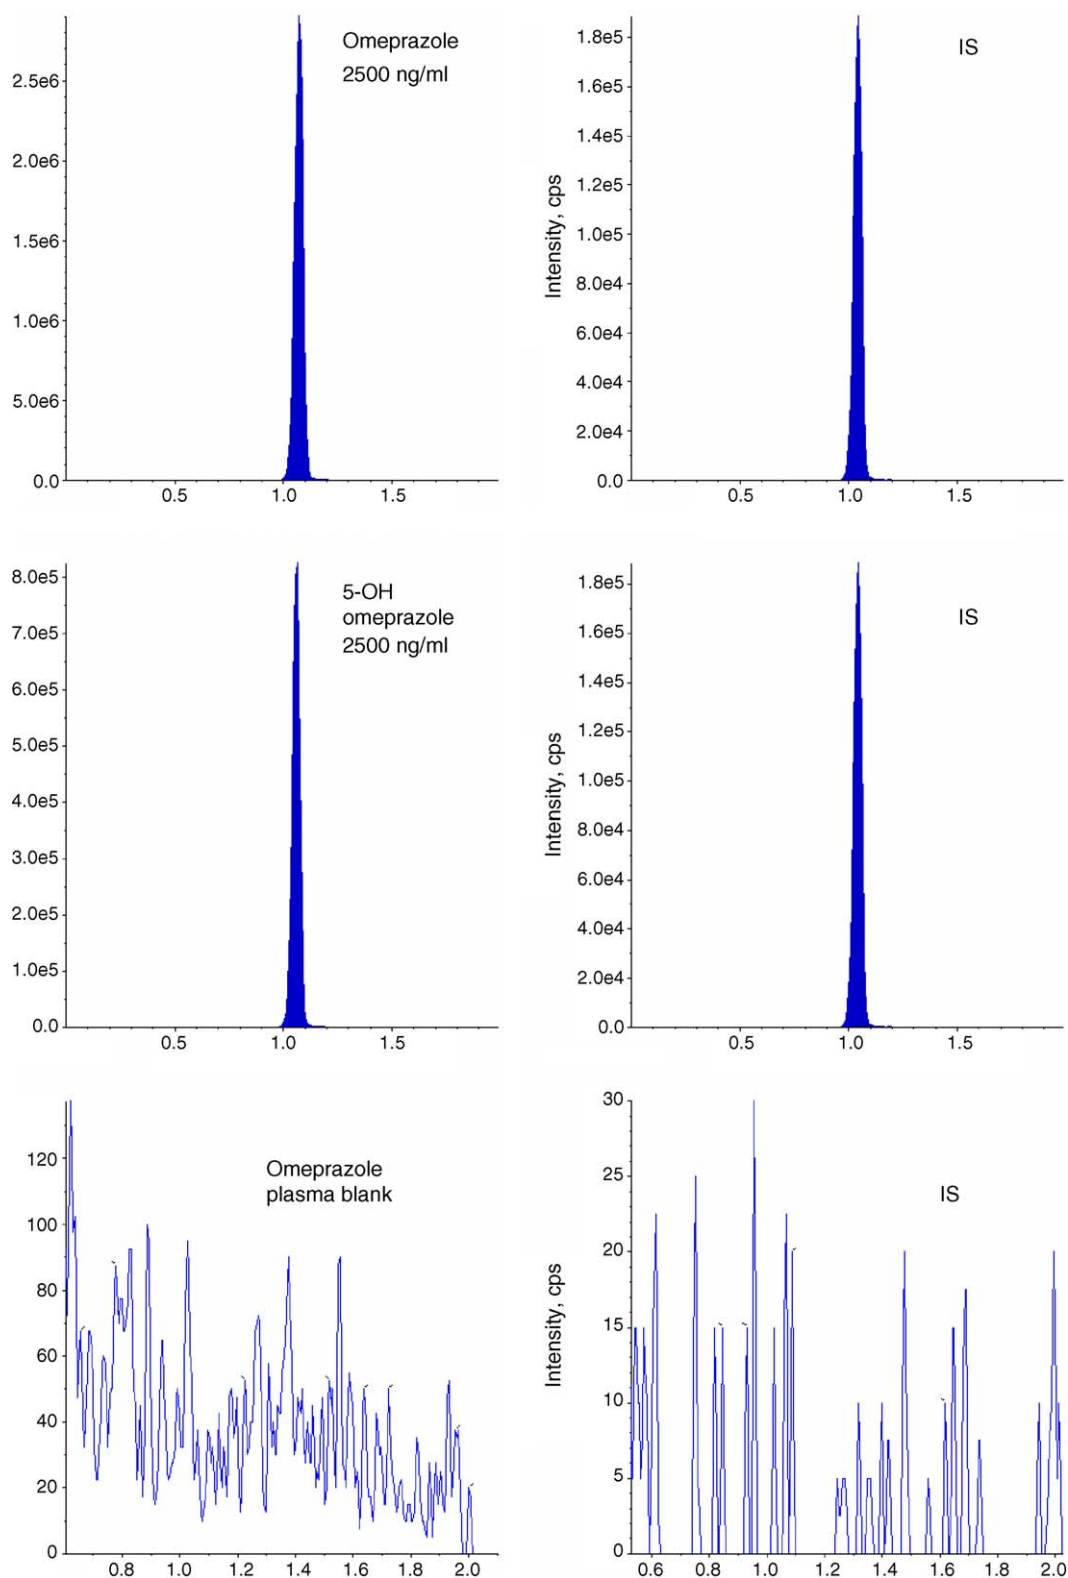 Omeprazole
2500 ng/ml
2.5e6
2.0e6
1.5e6
1.0e6
5.0e6
0.0
0.5
1.0
1.5
IS
Intensity, cps
1.8e5
1.6e5
1.4e5
1.2e5
1.0e5
8.0e4
6.0e4
4.0e4
2.0e4
0.0
0.5
1.0
1.5
5-OH
omeprazole
2500 ng/ml
8.0e5
7.0e5
6.0e5
5.0e5
4.0e5
3.0e5
2.0e5
1.0e5
0.0
0.5
1.0
1.5
IS
Intensity, cps
1.8e5
1.6e5
1.4e5
1.2e5
1.0e5
8.0e4
6.0e4
4.0e4
2.0e4
0.0
0.5
1.0
1.5
Omeprazole
plasma blank
120
100
80
60
40
20
0
0.8
1.0
1.2
1.4
1.6
1.8
2.0
IS
Intensity, cps
30
25
20
15
10
5
0
0.6
0.8
1.0
1.2
1.4
1.6
1.8
2.0